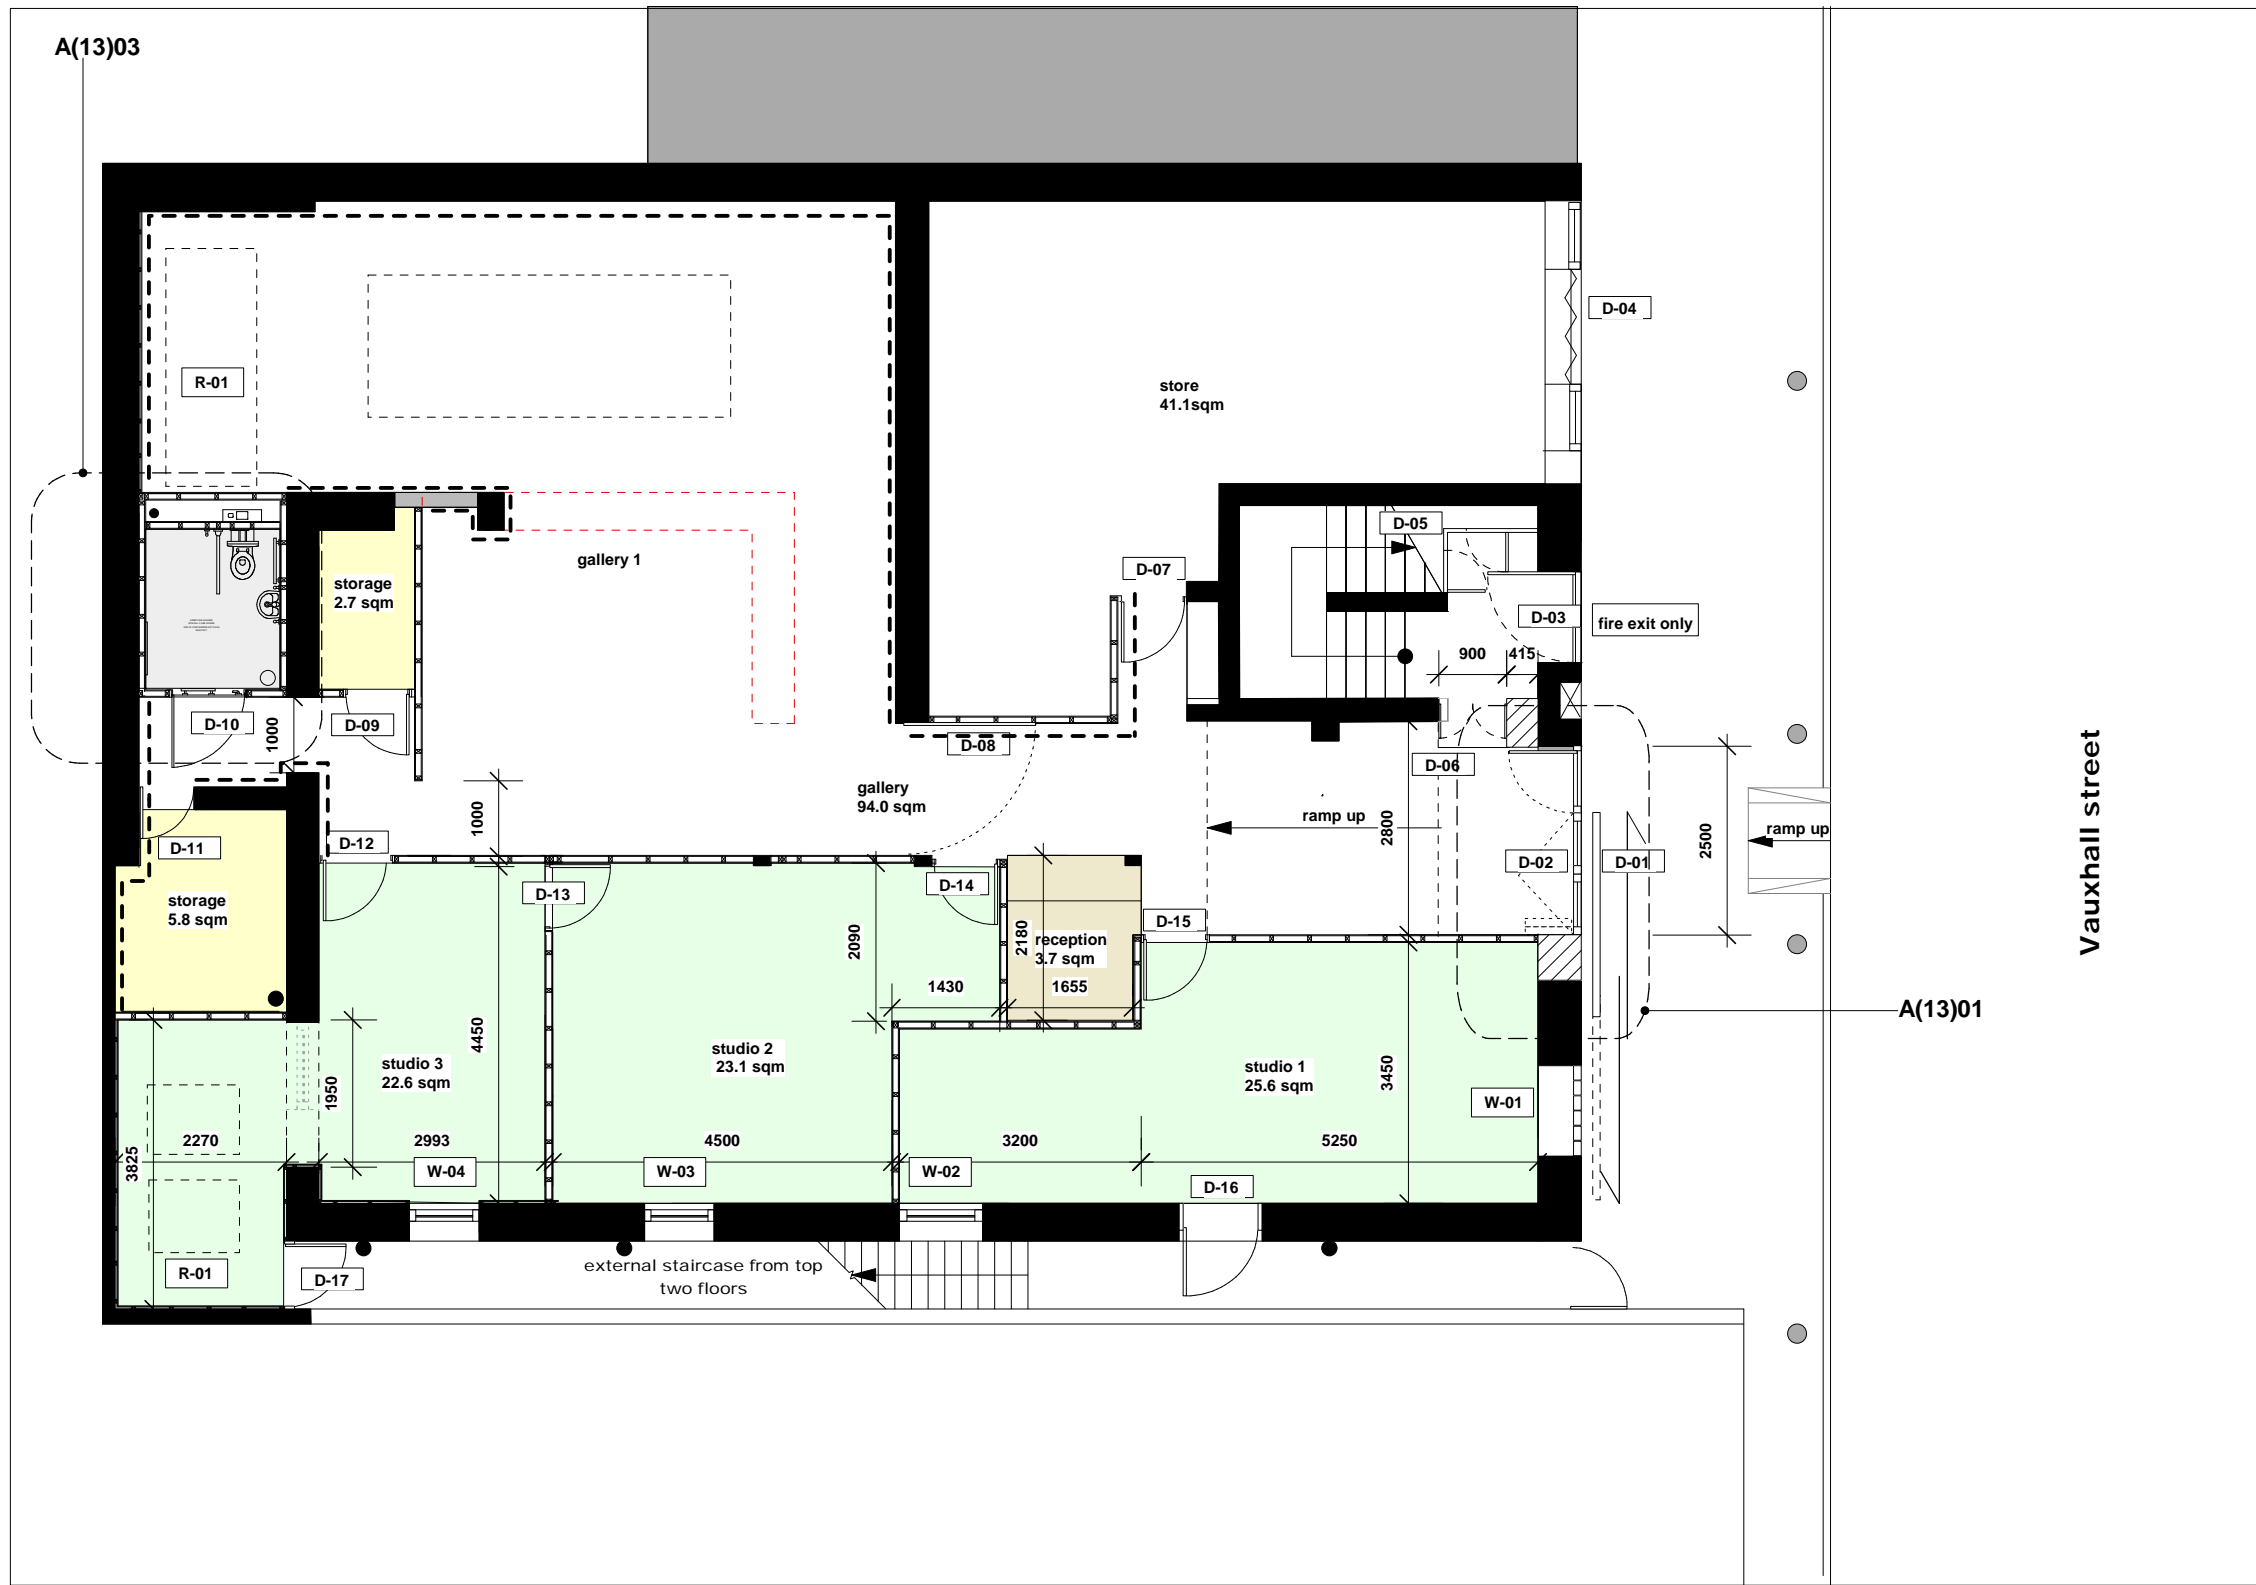 A(13)03
D-04
R-01
store
41.1sqm
D-05
gallery 1
D-07
storage
2.7 sqm
D-03
fire exit only
900
415
D-10
D-09
1000
D-08
D-06
gallery
94.0 sqm
1000
ramp up
2800
2500
ramp up
Vauxhall street
D-12
D-11
D-02
D-01
D-13
D-14
storage
5.8 sqm
D-15
2090
2180
reception
3.7 sqm
1430
1655
A(13)01
4450
studio 3
22.6 sqm
studio 2
23.1 sqm
studio 1
25.6 sqm
3450
1950
W-01
3825
2270
2993
4500
3200
5250
W-04
W-03
W-02
D-16
R-01
D-17
external staircase from top
two floors